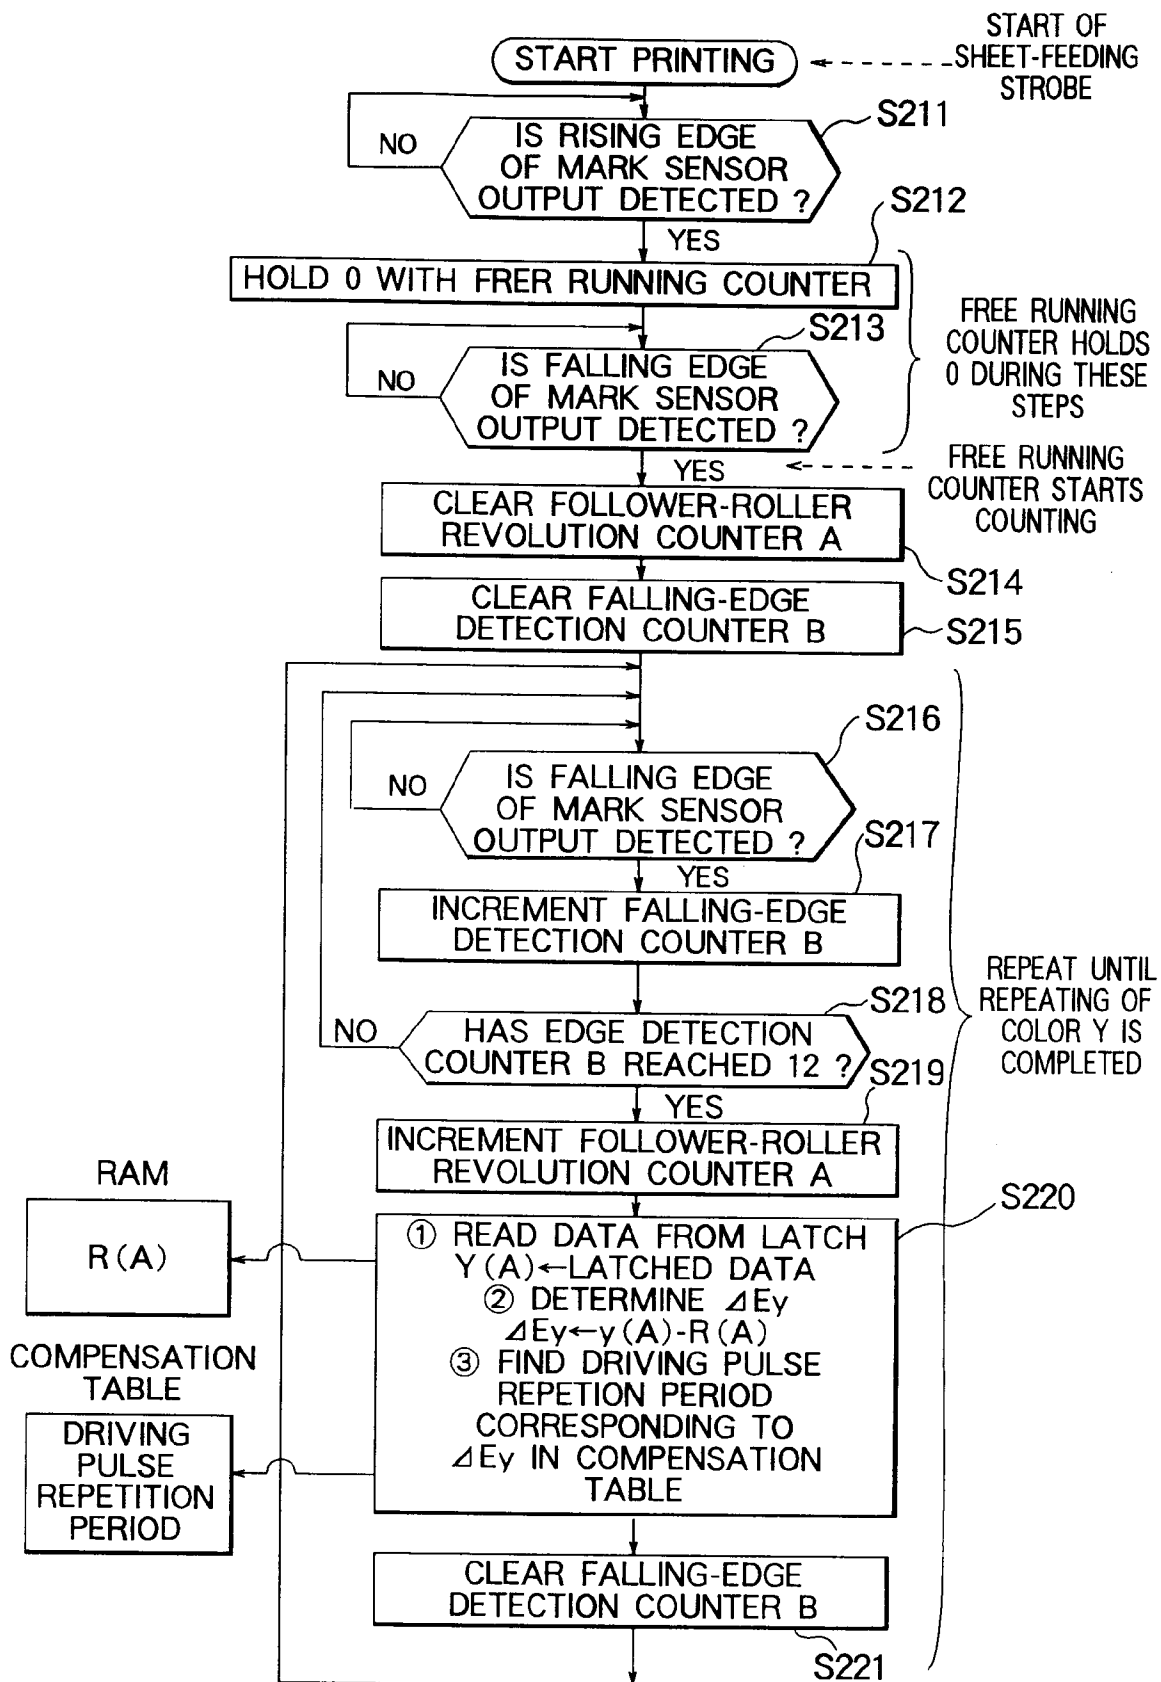 START OF
SHEET-FEEDING
STROBE
START PRINTING
S211
IS RISING EDGE
OF MARK SENSOR
OUTPUT DETECTED ?
NO
YES
S212
HOLD 0 WITH FRER RUNNING COUNTER
FREE RUNNING
COUNTER HOLDS
0 DURING THESE
STEPS
S213
IS FALLING EDGE
OF MARK SENSOR
OUTPUT DETECTED ?
NO
YES
FREE RUNNING
COUNTER STARTS
COUNTING
CLEAR FOLLOWER-ROLLER
REVOLUTION COUNTER A
S214
CLEAR FALLING-EDGE
DETECTION COUNTER B
S215
S216
IS FALLING EDGE
OF MARK SENSOR
OUTPUT DETECTED ?
NO
YES
S217
INCREMENT FALLING-EDGE
DETECTION COUNTER B
REPEAT UNTIL
REPEATING OF
COLOR Y IS
COMPLETED
S218
HAS EDGE DETECTION
COUNTER B REACHED 12 ?
NO
YES
S219
INCREMENT FOLLOWER-ROLLER
REVOLUTION COUNTER A
RAM
R(A)
S220
① READ DATA FROM LATCH
Y(A)←LATCHED DATA
② DETERMINE ⊿Ey
⊿Ey←y(A)-R(A)
③ FIND DRIVING PULSE
REPETION PERIOD
CORRESPONDING TO
⊿Ey IN COMPENSATION
TABLE
COMPENSATION
TABLE
DRIVING
PULSE
REPETITION
PERIOD
CLEAR FALLING-EDGE
DETECTION COUNTER B
S221